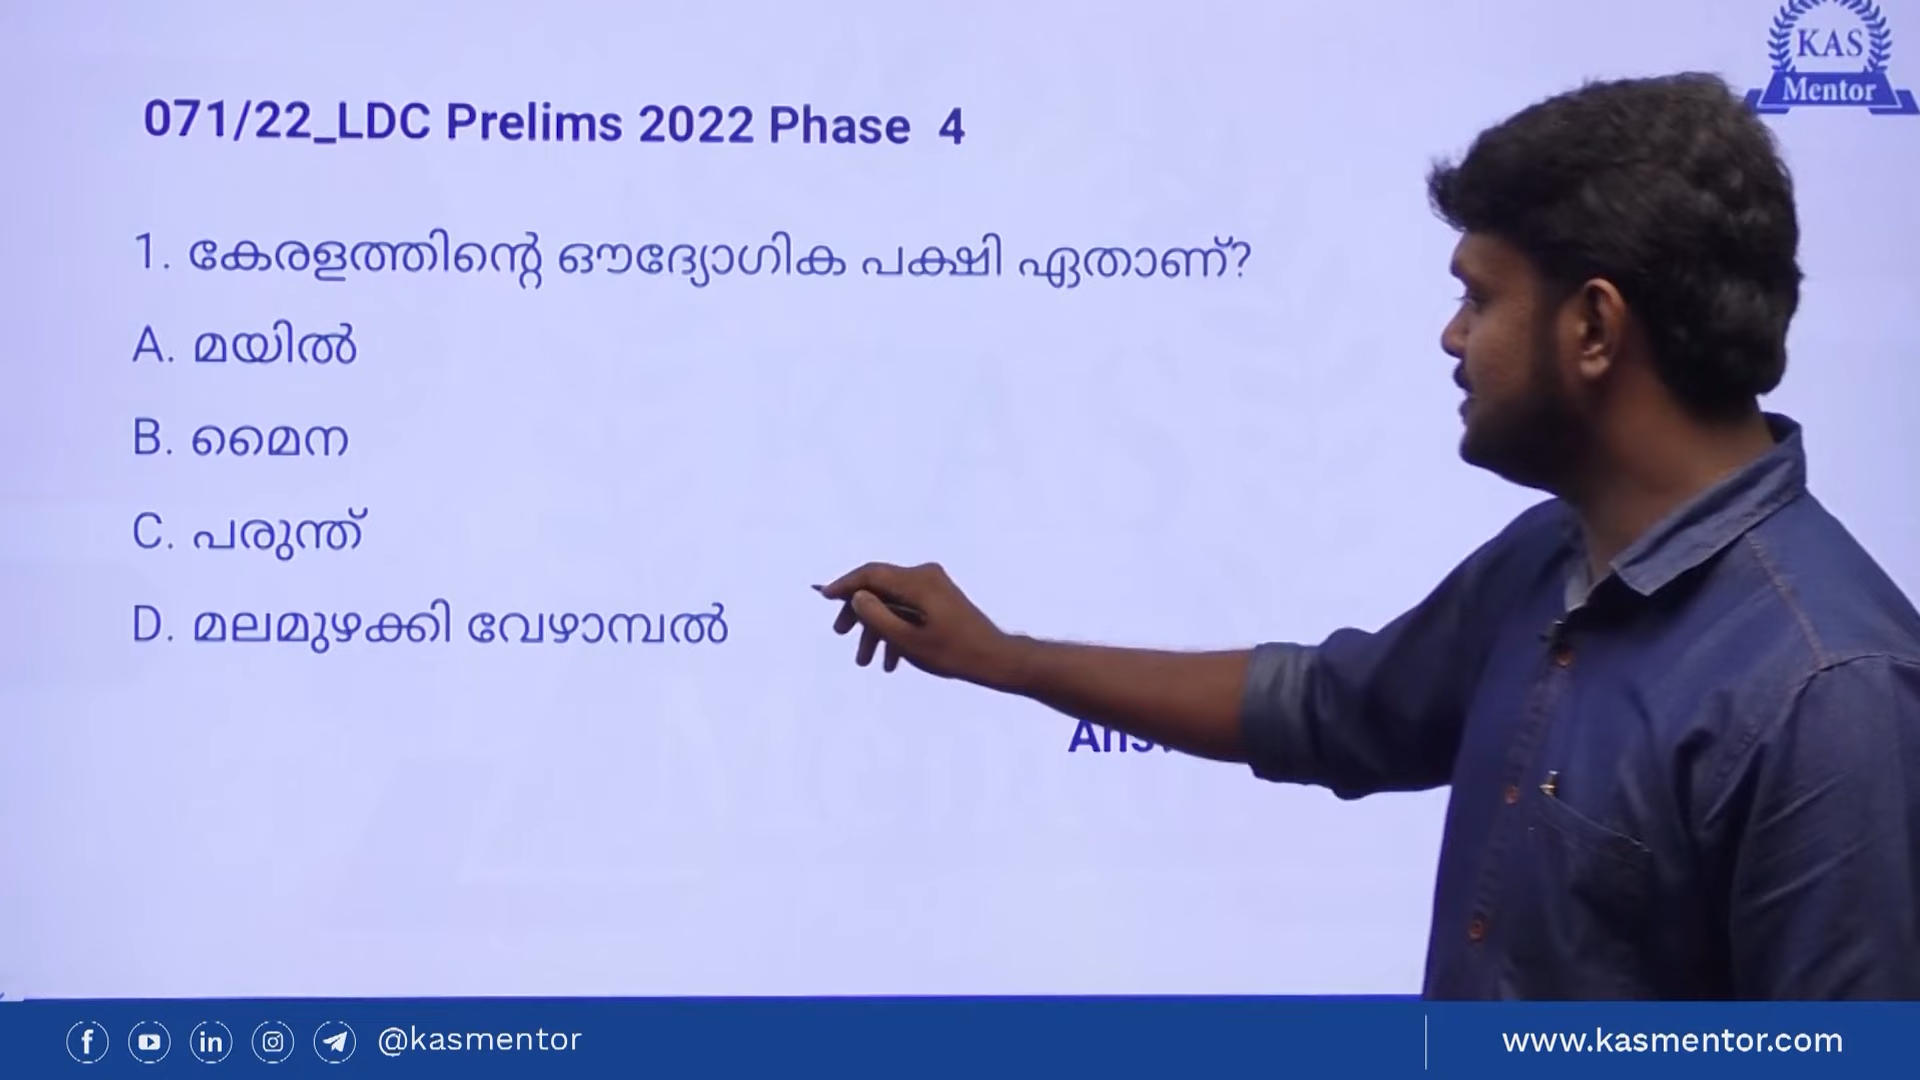 KAS
Mentor
071/22_LDC Prelims 2022 Phase 4
1. കേരളത്തിന്റെ ഔദ്യോഗിക പക്ഷി ഏതാണ്?
A. മയിൽ
B. മൈന
C. പരുന്ത്
D. മലമുഴക്കി വേഴാമ്പൽ
@kasmentor
www.kasmentor.com